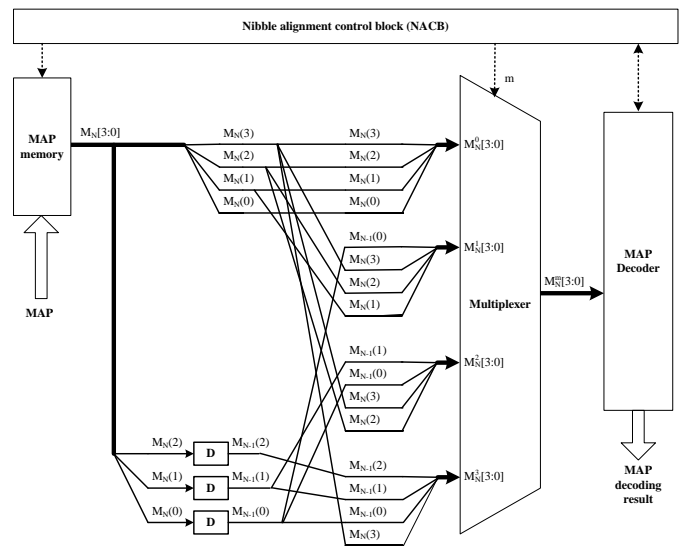 Nibble alignment control block (NACB)
m
MAP
memory
M_N[3:0]
M_N(3)
M_N(3)
M_N(2)
M_N(2)
M_N(1)
M_N(1)
M_N(0)
M_N(0)
M_N^0[3:0]
M_{N-1}(0)
M_N(3)
M_N(2)
M_N(1)
M_N^1[3:0]
MAP
Decoder
M_N^m[3:0]
Multiplexer
MAP
M_{N-1}(1)
M_{N-1}(0)
M_N(3)
M_N(2)
M_N^2[3:0]
M_N(2)
D
M_{N-1}(2)
M_{N-1}(2)
M_N(1)
D
M_{N-1}(1)
M_{N-1}(1)
M_N(0)
D
M_{N-1}(0)
M_{N-1}(0)
M_N(3)
M_N^3[3:0]
MAP
decoding
result